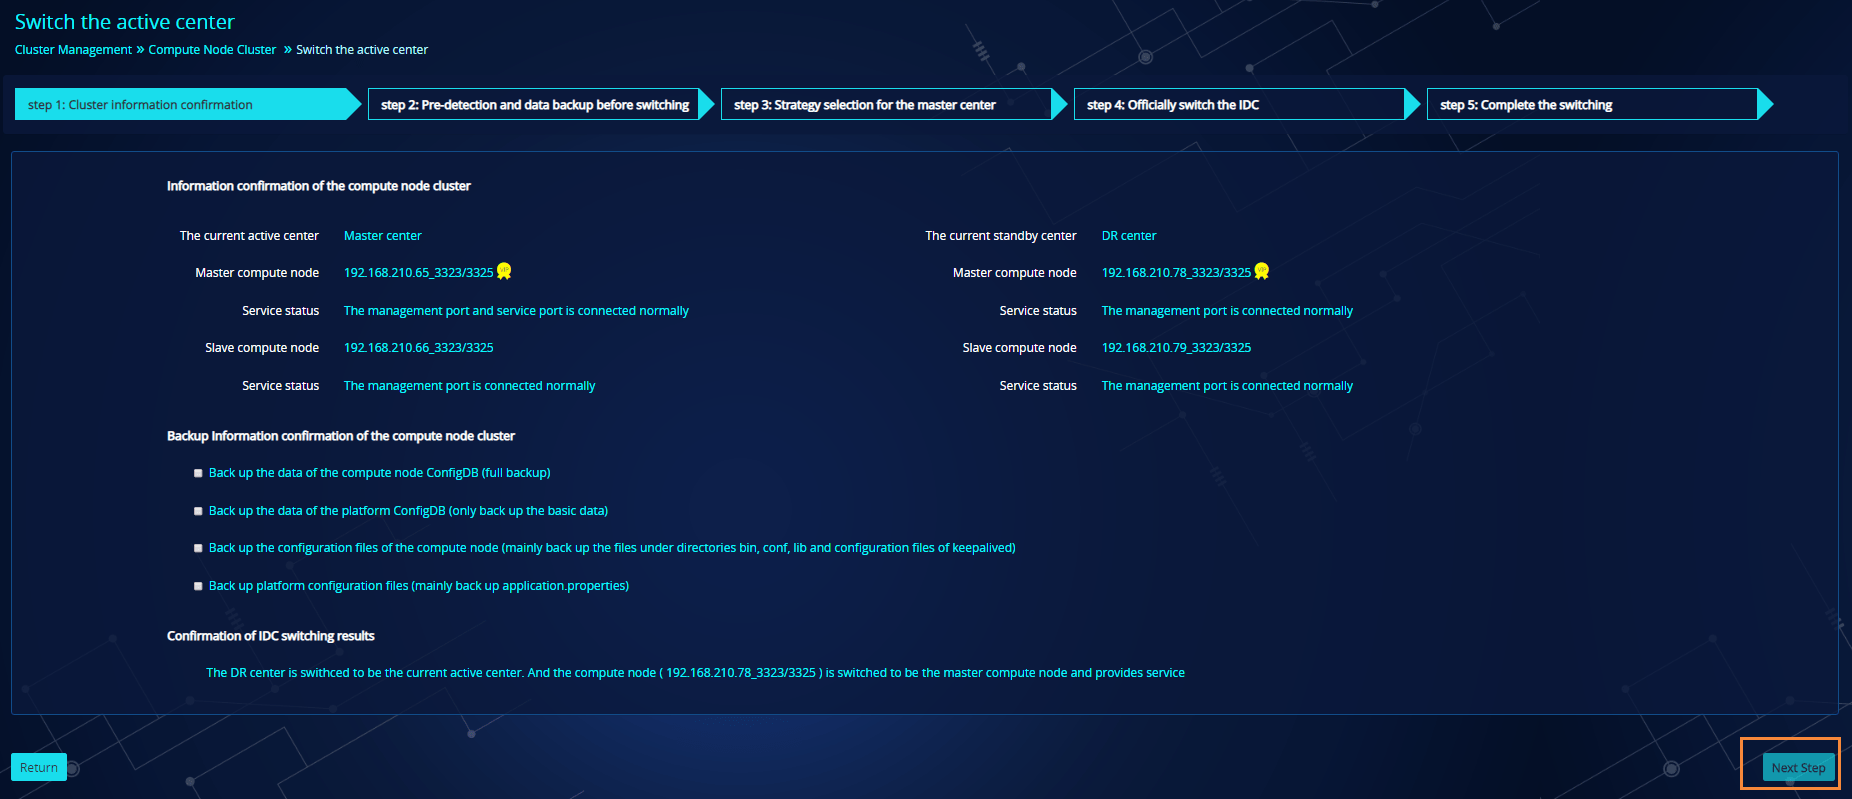 Switch the active center
Cluster Management » Compute Node Cluster » Switch the active center
step 1: Cluster information confirmation
step 2: Pre-detection and data backup before switching
step 3: Strategy selection for the master center
step 4: Officially switch the IDC
step 5: Complete the switching
Information confirmation of the compute node cluster
The current active center Master center
The current standby center DR center
Master compute node 192.168.210.65_3323/3325
Master compute node 192.168.210.78_3323/3325
Service status The management port and service port is connected normally
Service status The management port is connected normally
Slave compute node 192.168.210.66_3323/3325
Slave compute node 192.168.210.79_3323/3325
Service status The management port is connected normally
Service status The management port is connected normally
Backup Information confirmation of the compute node cluster
Back up the data of the compute node ConfigDB (full backup)
Back up the data of the platform ConfigDB (only back up the basic data)
Back up the configuration files of the compute node (mainly back up the files under directories bin, conf, lib and configuration files of keepalived)
Back up platform configuration files (mainly back up application.properties)
Confirmation of IDC switching results
The DR center is swithced to be the current active center. And the compute node ( 192.168.210.78_3323/3325 ) is switched to be the master compute node and provides service
Return
Next Step